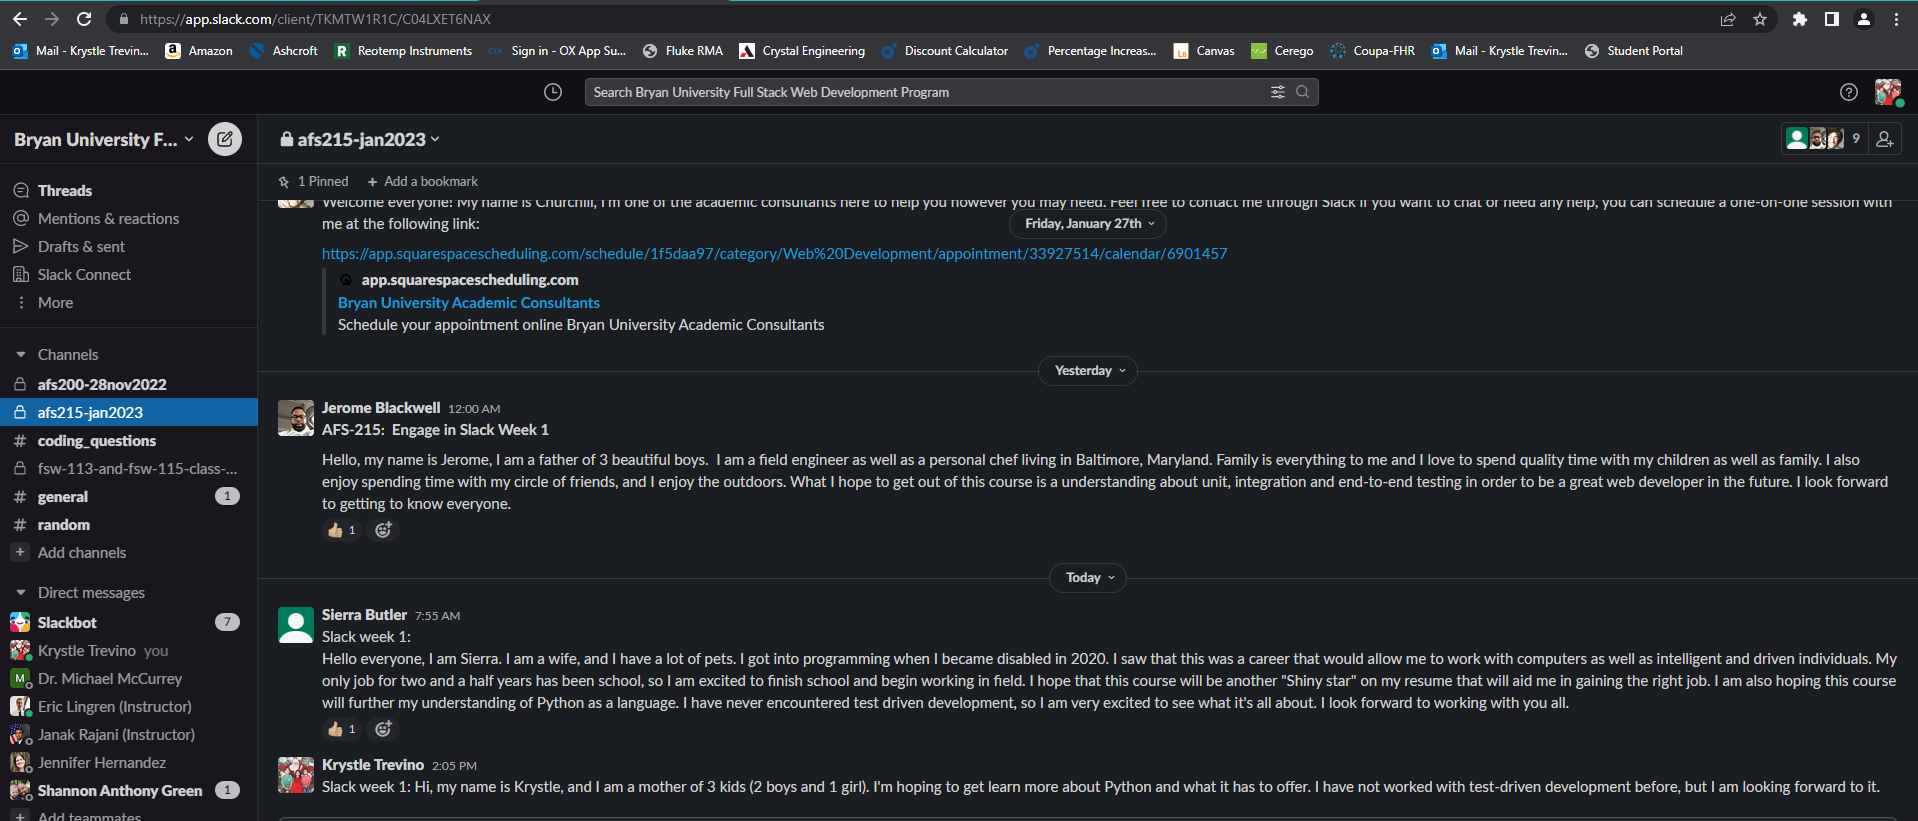 https://app.slack.com/client/TKMTW1R1C/C04LXET6NAX
Mail - Krystle Trevin... Amazon Ashcroft Reotemp Instruments Sign in - OX App Su... Fluke RMA Crystal Engineering Discount Calculator Percentage Increas... Canvas Cerego Coupa-FHR Mail - Krystle Trevin... Student Portal
Search Bryan University Full Stack Web Development Program
Bryan University F...
Threads
Mentions & reactions
Drafts & sent
Slack Connect
More
Channels
afs200-28nov2022
afs215-jan2023
coding_questions
fsw-113-and-fsw-115-class-...
general 1
random
Add channels
Direct messages
Slackbot 7
Krystle Trevino you
M Dr. Michael McCurrey
Eric Lingren (Instructor)
Janak Rajani (Instructor)
Jennifer Hernandez
Shannon Anthony Green 1
Add teammates
afs215-jan2023
9
1 Pinned + Add a bookmark
Welcome everyone! My name is Churchill, I'm one of the academic consultants here to help you however you may need. Feel free to contact me through Slack if you want to chat or need any help, you can schedule a one-on-one session with
me at the following link:
Friday, January 27th
https://app.squarespacescheduling.com/schedule/1f5daa97/category/Web%20Development/appointment/33927514/calendar/6901457
app.squarespacescheduling.com
Bryan University Academic Consultants
Schedule your appointment online Bryan University Academic Consultants
Yesterday
Jerome Blackwell 12:00 AM
AFS-215: Engage in Slack Week 1
Hello, my name is Jerome, I am a father of 3 beautiful boys. I am a field engineer as well as a personal chef living in Baltimore, Maryland. Family is everything to me and I love to spend quality time with my children as well as family. I also
enjoy spending time with my circle of friends, and I enjoy the outdoors. What I hope to get out of this course is a understanding about unit, integration and end-to-end testing in order to be a great web developer in the future. I look forward
to getting to know everyone.
1
Today
Sierra Butler 7:55 AM
Slack week 1:
Hello everyone, I am Sierra. I am a wife, and I have a lot of pets. I got into programming when I became disabled in 2020. I saw that this was a career that would allow me to work with computers as well as intelligent and driven individuals. My
only job for two and a half years has been school, so I am excited to finish school and begin working in field. I hope that this course will be another "Shiny star" on my resume that will aid me in gaining the right job. I am also hoping this course
will further my understanding of Python as a language. I have never encountered test driven development, so I am very excited to see what it's all about. I look forward to working with you all.
1
Krystle Trevino 2:05 PM
Slack week 1: Hi, my name is Krystle, and I am a mother of 3 kids (2 boys and 1 girl). I'm hoping to get learn more about Python and what it has to offer. I have not worked with test-driven development before, but I am looking forward to it.